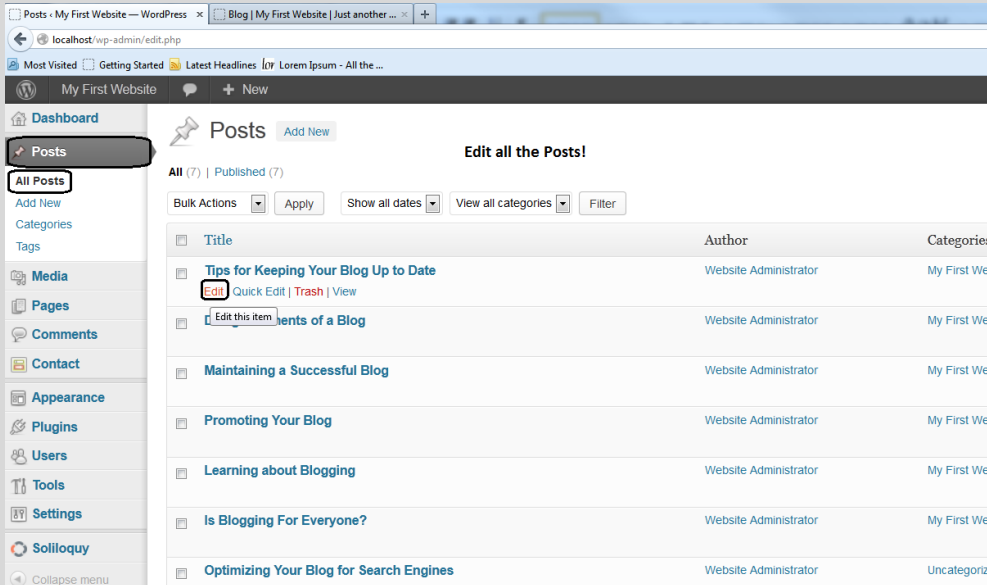 Posts ‹ My First Website — WordPress × Blog | My First Website | Just another ... × +
localhost/wp-admin/edit.php
Most Visited Getting Started Latest Headlines Lorem Ipsum - All the ...
My First Website + New
Dashboard
Posts
All Posts
Add New
Categories
Tags
Media
Pages
Comments
Contact
Appearance
Plugins
Users
Tools
Settings
Soliloquy
Collapse menu
Posts Add New
Edit all the Posts!
All (7) | Published (7)
Bulk Actions Apply Show all dates View all categories Filter
Title Author Categories
Tips for Keeping Your Blog Up to Date Website Administrator My First We
Edit Quick Edit | Trash | View
Edit this item
ents of a Blog Website Administrator My First We
Maintaining a Successful Blog Website Administrator My First We
Promoting Your Blog Website Administrator My First We
Learning about Blogging Website Administrator My First We
Is Blogging For Everyone? Website Administrator My First We
Optimizing Your Blog for Search Engines Website Administrator Uncategoriz